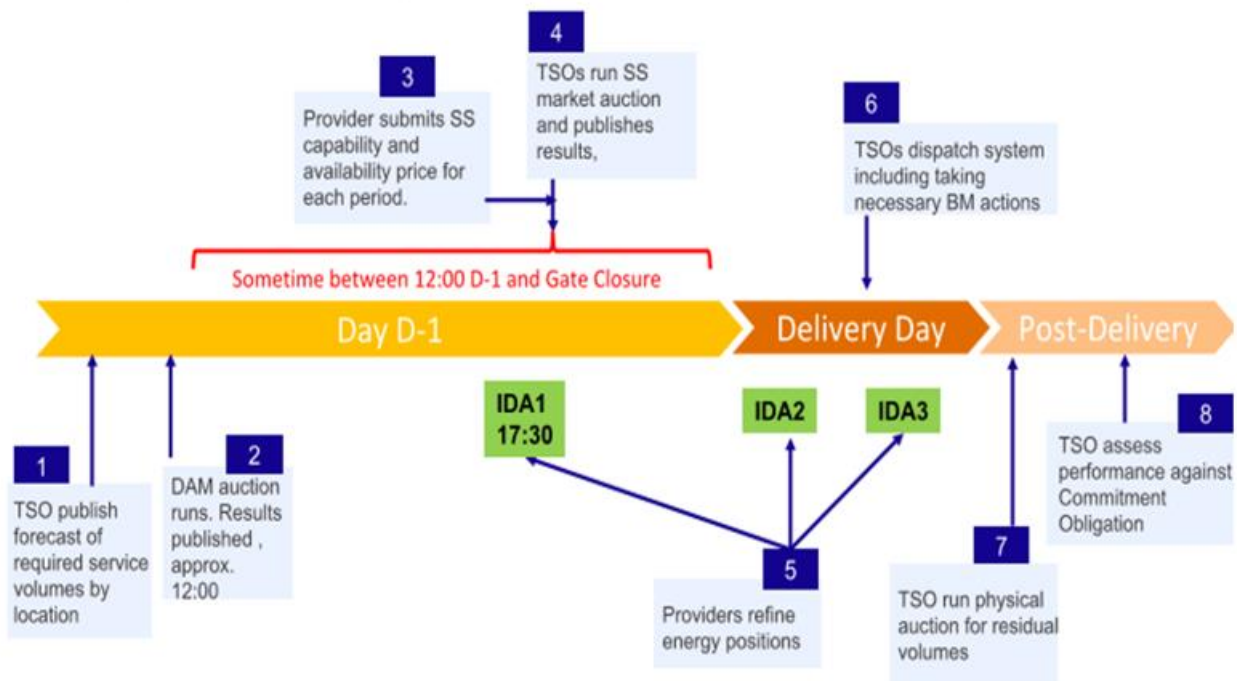 4
TSOs run SS
market auction
and publishes
results,
3
Provider submits SS
capability and
availability price for
each period.
6
TSOs dispatch system
including taking
necessary BM actions
Sometime between 12:00 D-1 and Gate Closure
Day D-1
Delivery Day
Post-Delivery
IDA1
17:30
IDA2
IDA3
1
TSO publish
forecast of
required service
volumes by
location
2
DAM auction
runs. Results
published ,
approx.
12:00
5
Providers refine
energy positions
7
TSO run physical
auction for residual
volumes
8
TSO assess
performance against
Commitment
Obligation